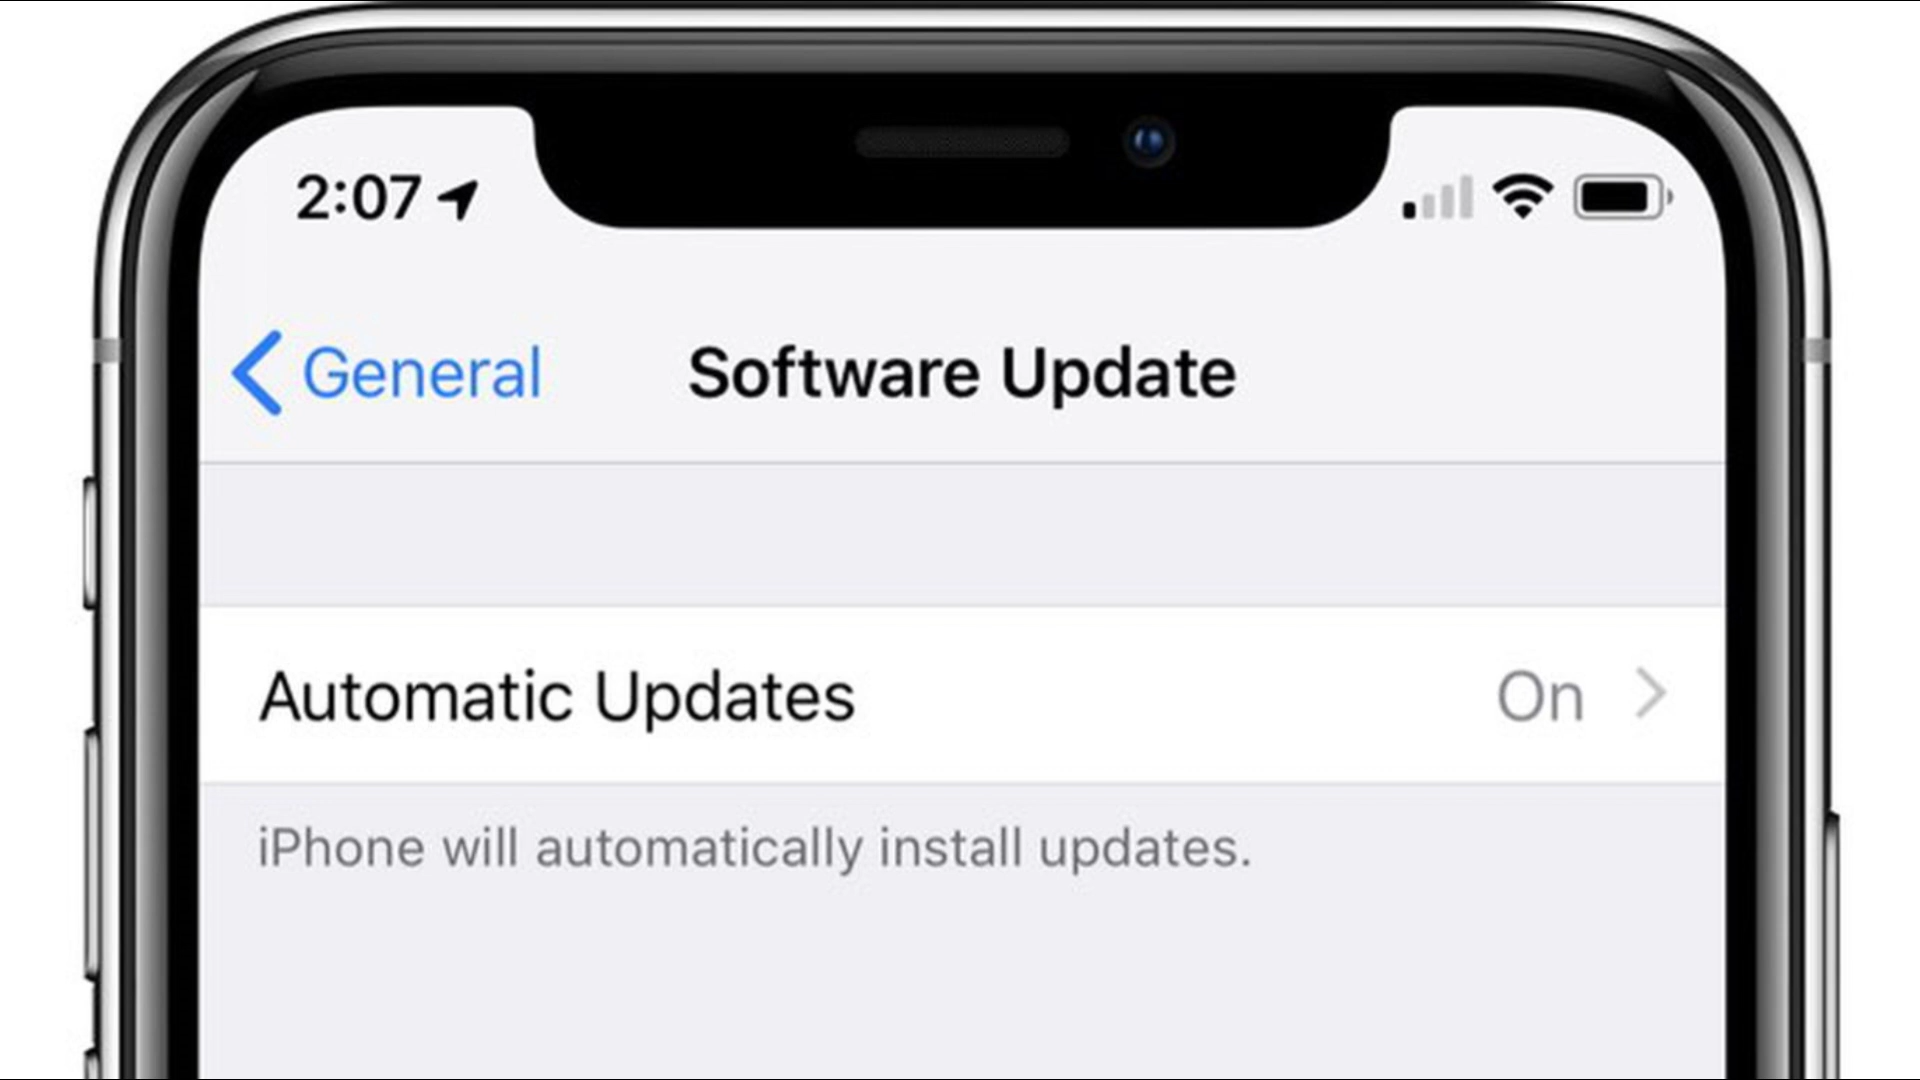 2:07
General
Software Update
Automatic Updates
On
iPhone will automatically install updates.